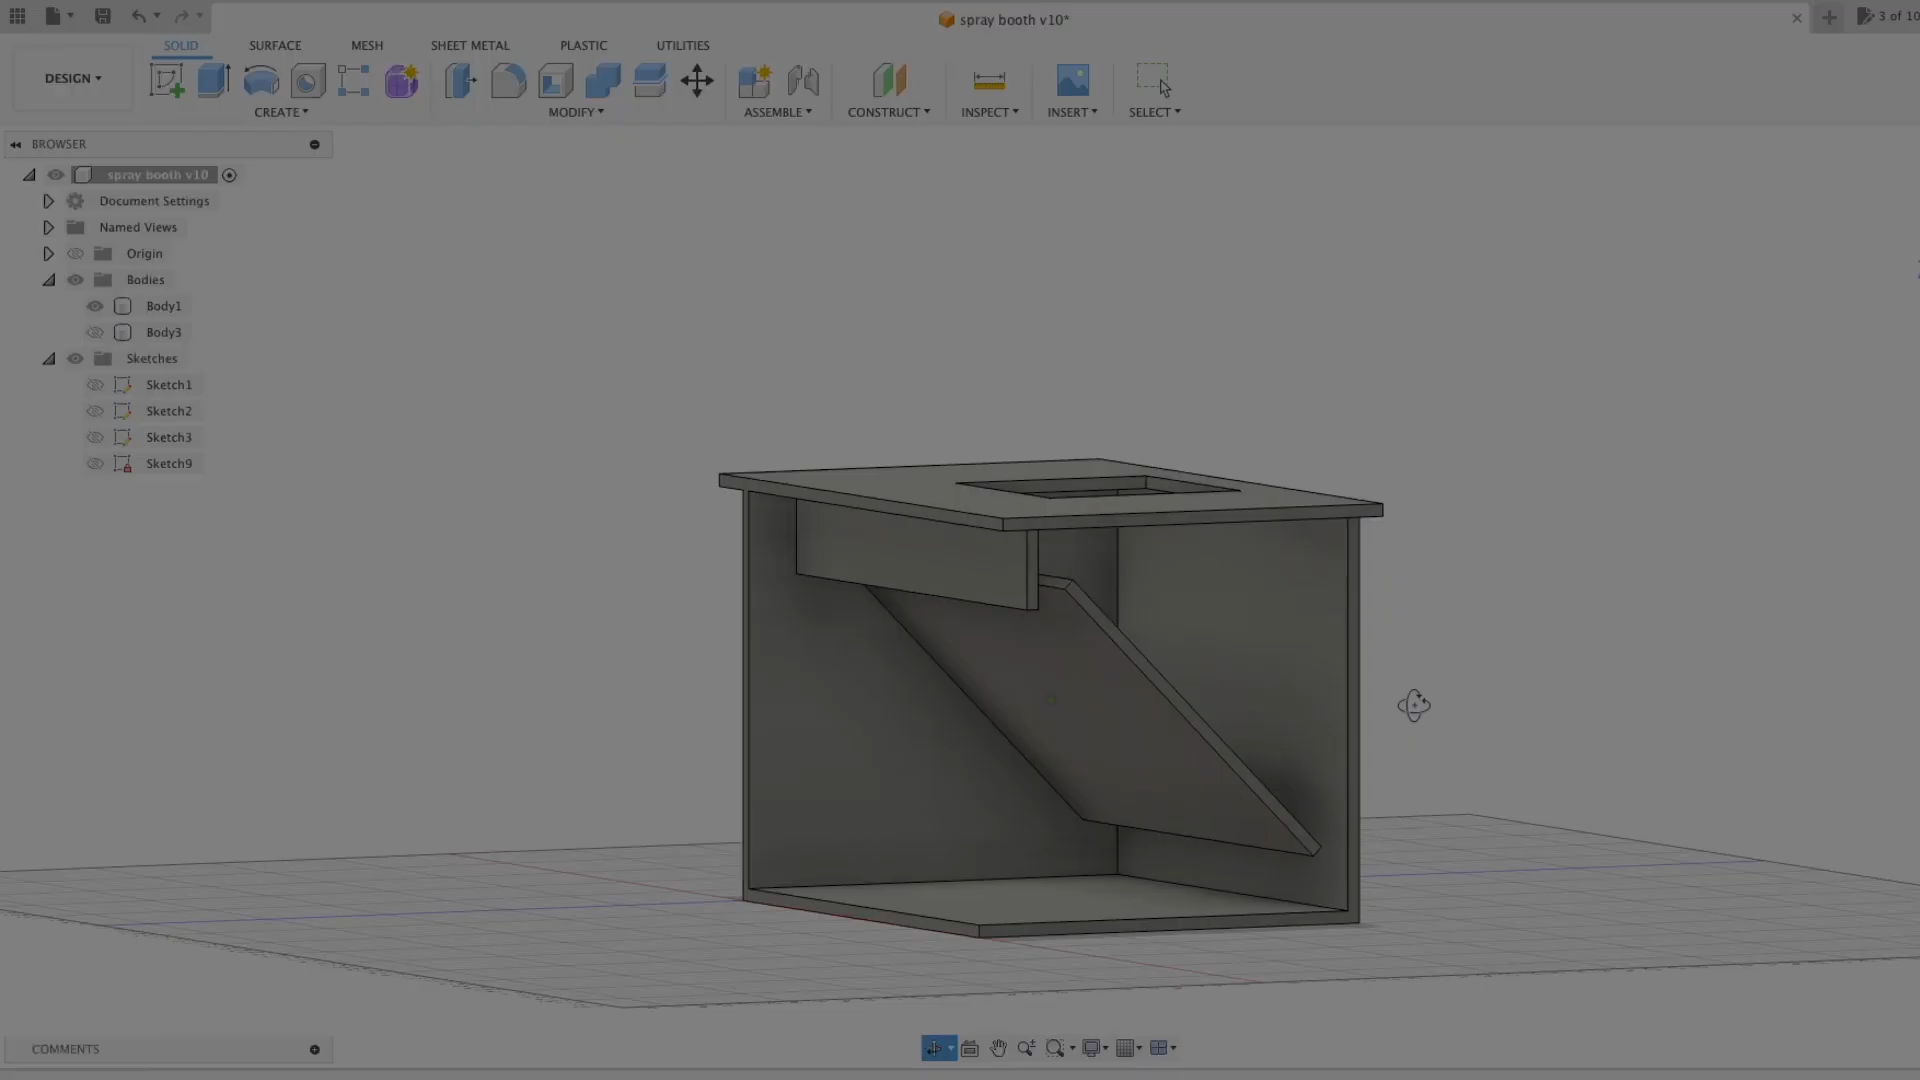 spray booth v10*
3 of 10
SOLID SURFACE MESH SHEET METAL PLASTIC UTILITIES
DESIGN
CREATE MODIFY ASSEMBLE CONSTRUCT INSPECT INSERT SELECT
BROWSER
spray booth v10
Document Settings
Named Views
Origin
Bodies
Body1
Body3
Sketches
Sketch1
Sketch2
Sketch3
Sketch9
COMMENTS